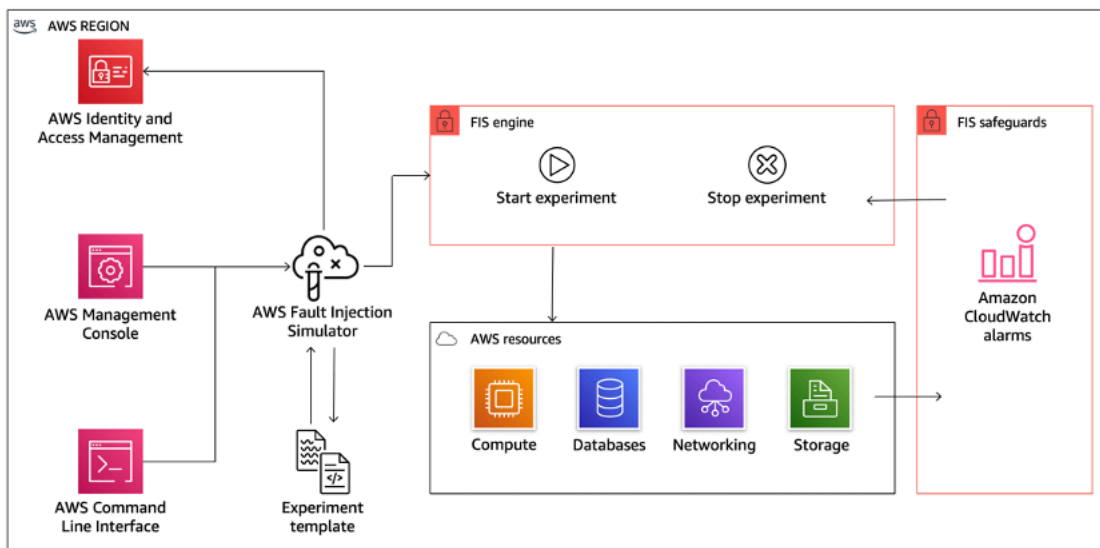 aws
AWS REGION
AWS Identity and
Access Management
FIS engine
FIS safeguards
Start experiment
Stop experiment
AWS Management
Console
AWS Fault Injection
Simulator
Amazon
CloudWatch
alarms
AWS resources
Compute
Databases
Networking
Storage
AWS Command
Line Interface
Experiment
template